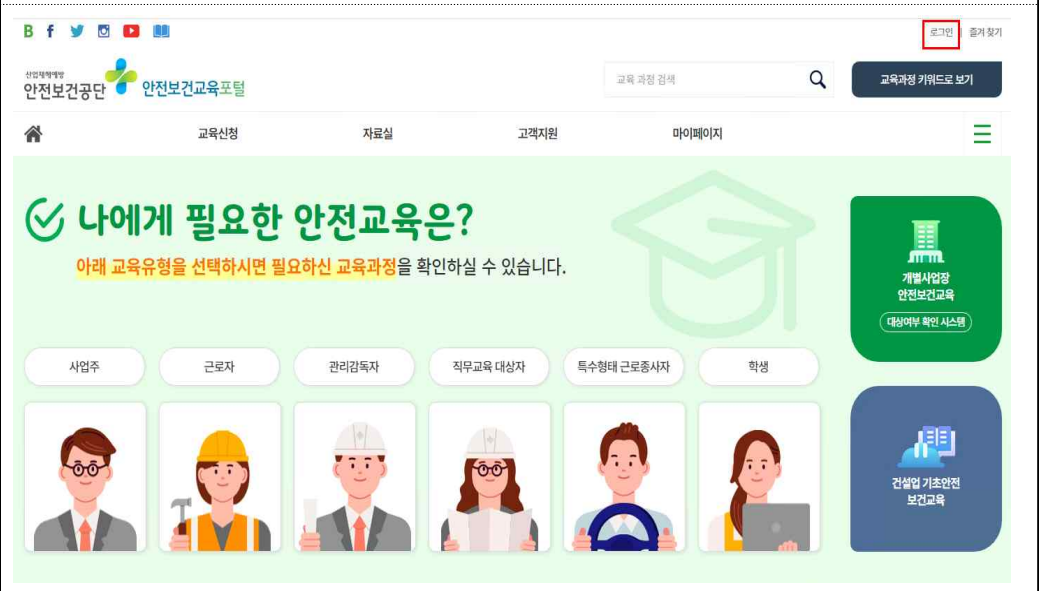 로그인 | 즐겨 찾기
산업재해예방
안전보건공단 안전보건교육포털
교육 과정 검색
교육과정 키워드로 보기
교육신청 자료실 고객지원 마이페이지
나에게 필요한 안전교육은?
아래 교육유형을 선택하시면 필요하신 교육과정을 확인하실 수 있습니다.
사업주 근로자 관리감독자 직무교육 대상자 특수형태 근로종사자 학생
개별사업장
안전보건교육
대상여부 확인 시스템
건설업 기초안전
보건교육